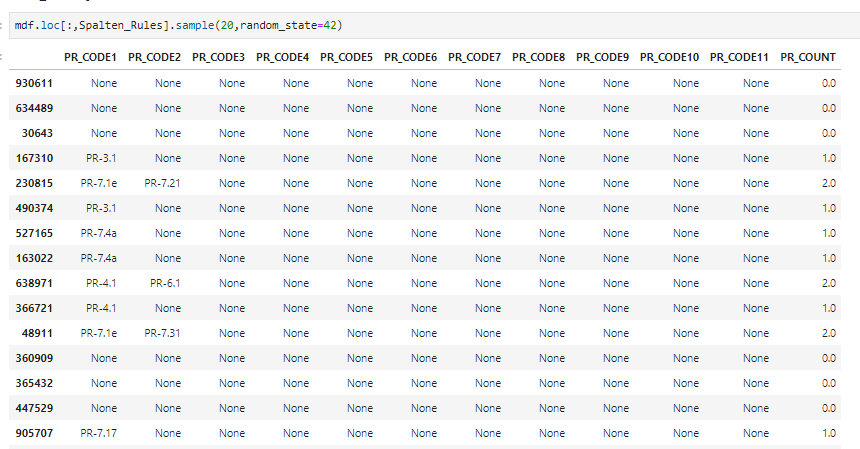 mdf.loc[:,Spalten_Rules].sample(20,random_state=42)
PR_CODE1 PR_CODE2 PR_CODE3 PR_CODE4 PR_CODE5 PR_CODE6 PR_CODE7 PR_CODE8 PR_CODE9 PR_CODE10 PR_CODE11 PR_COUNT
930611 None None None None None None None None None None None 0.0
634489 None None None None None None None None None None None 0.0
30643 None None None None None None None None None None None 0.0
167310 PR-3.1 None None None None None None None None None None 1.0
230815 PR-7.1e PR-7.21 None None None None None None None None None 2.0
490374 PR-3.1 None None None None None None None None None None 1.0
527165 PR-7.4a None None None None None None None None None None 1.0
163022 PR-7.4a None None None None None None None None None None 1.0
638971 PR-4.1 PR-6.1 None None None None None None None None None 2.0
366721 PR-4.1 None None None None None None None None None None 1.0
48911 PR-7.1e PR-7.31 None None None None None None None None None 2.0
360909 None None None None None None None None None None None 0.0
365432 None None None None None None None None None None None 0.0
447529 None None None None None None None None None None None 0.0
905707 PR-7.17 None None None None None None None None None None 1.0